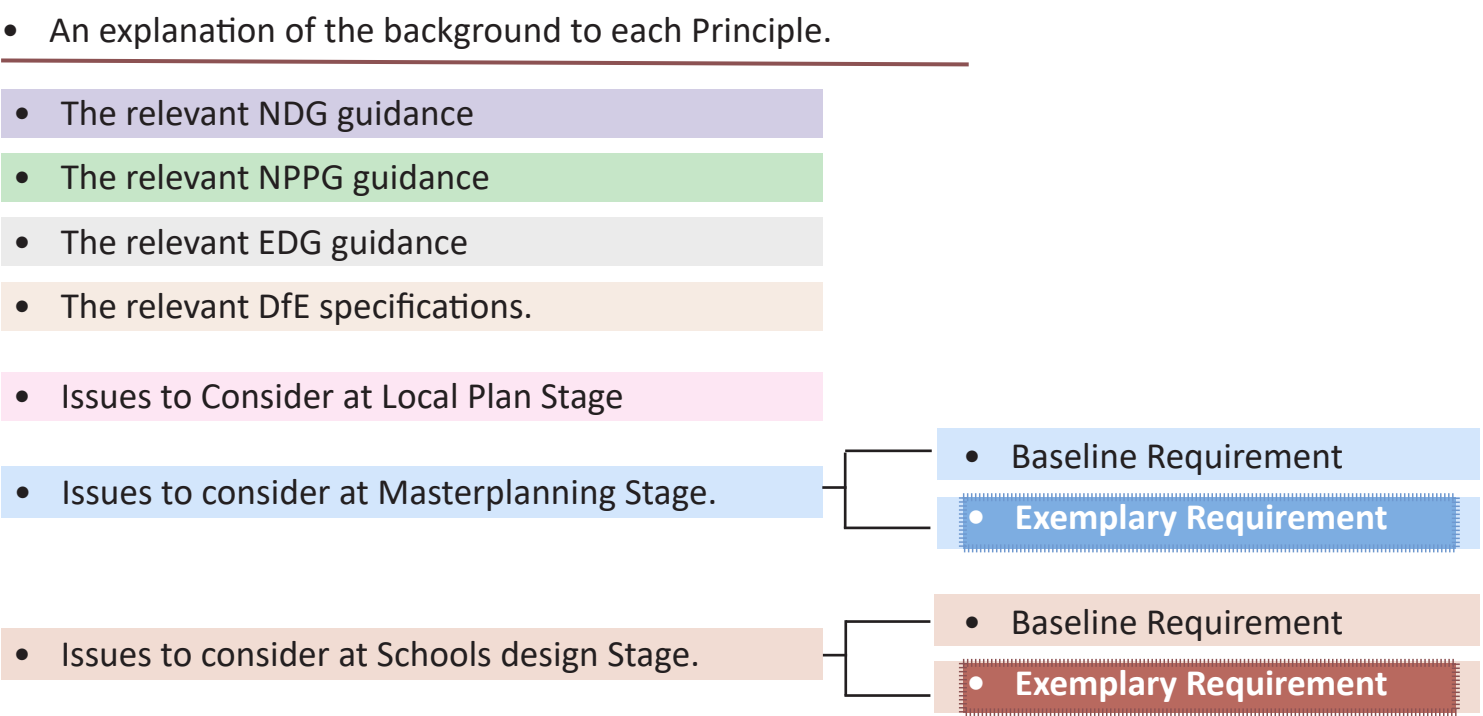 • An explanation of the background to each Principle.
• The relevant NDG guidance
• The relevant NPPG guidance
• The relevant EDG guidance
• The relevant DfE specifications.
• Issues to Consider at Local Plan Stage
• Issues to consider at Masterplanning Stage.
• Baseline Requirement
• Exemplary Requirement
• Issues to consider at Schools design Stage.
• Baseline Requirement
• Exemplary Requirement